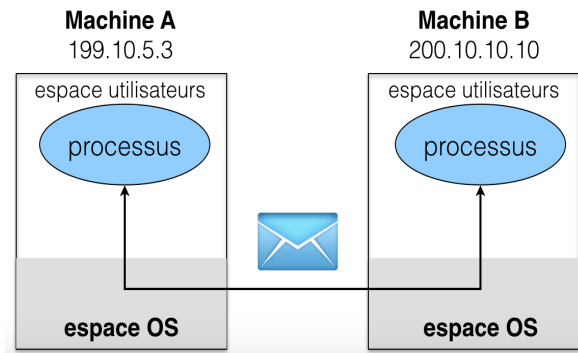 Machine A
199.10.5.3
espace utilisateurs
processus
espace OS
Machine B
200.10.10.10
espace utilisateurs
processus
espace OS